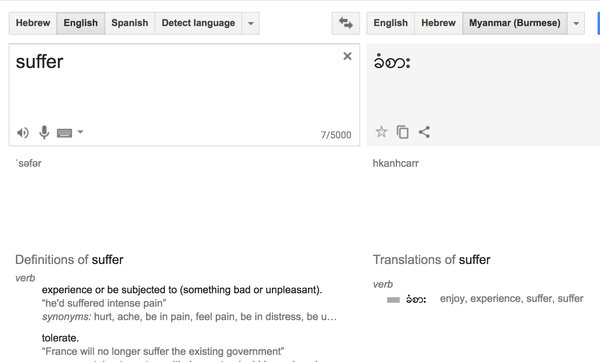 Hebrew English Spanish Detect language English Hebrew Myanmar (Burmese)
suffer
ခံစား
7/5000
ˈsəfər
hkanhcarr
Definitions of suffer
verb
experience or be subjected to (something bad or unpleasant).
"he'd suffered intense pain"
synonyms: hurt, ache, be in pain, feel pain, be in distress, be u…
tolerate.
"France will no longer suffer the existing government"
Translations of suffer
verb
ခံစား enjoy, experience, suffer, suffer